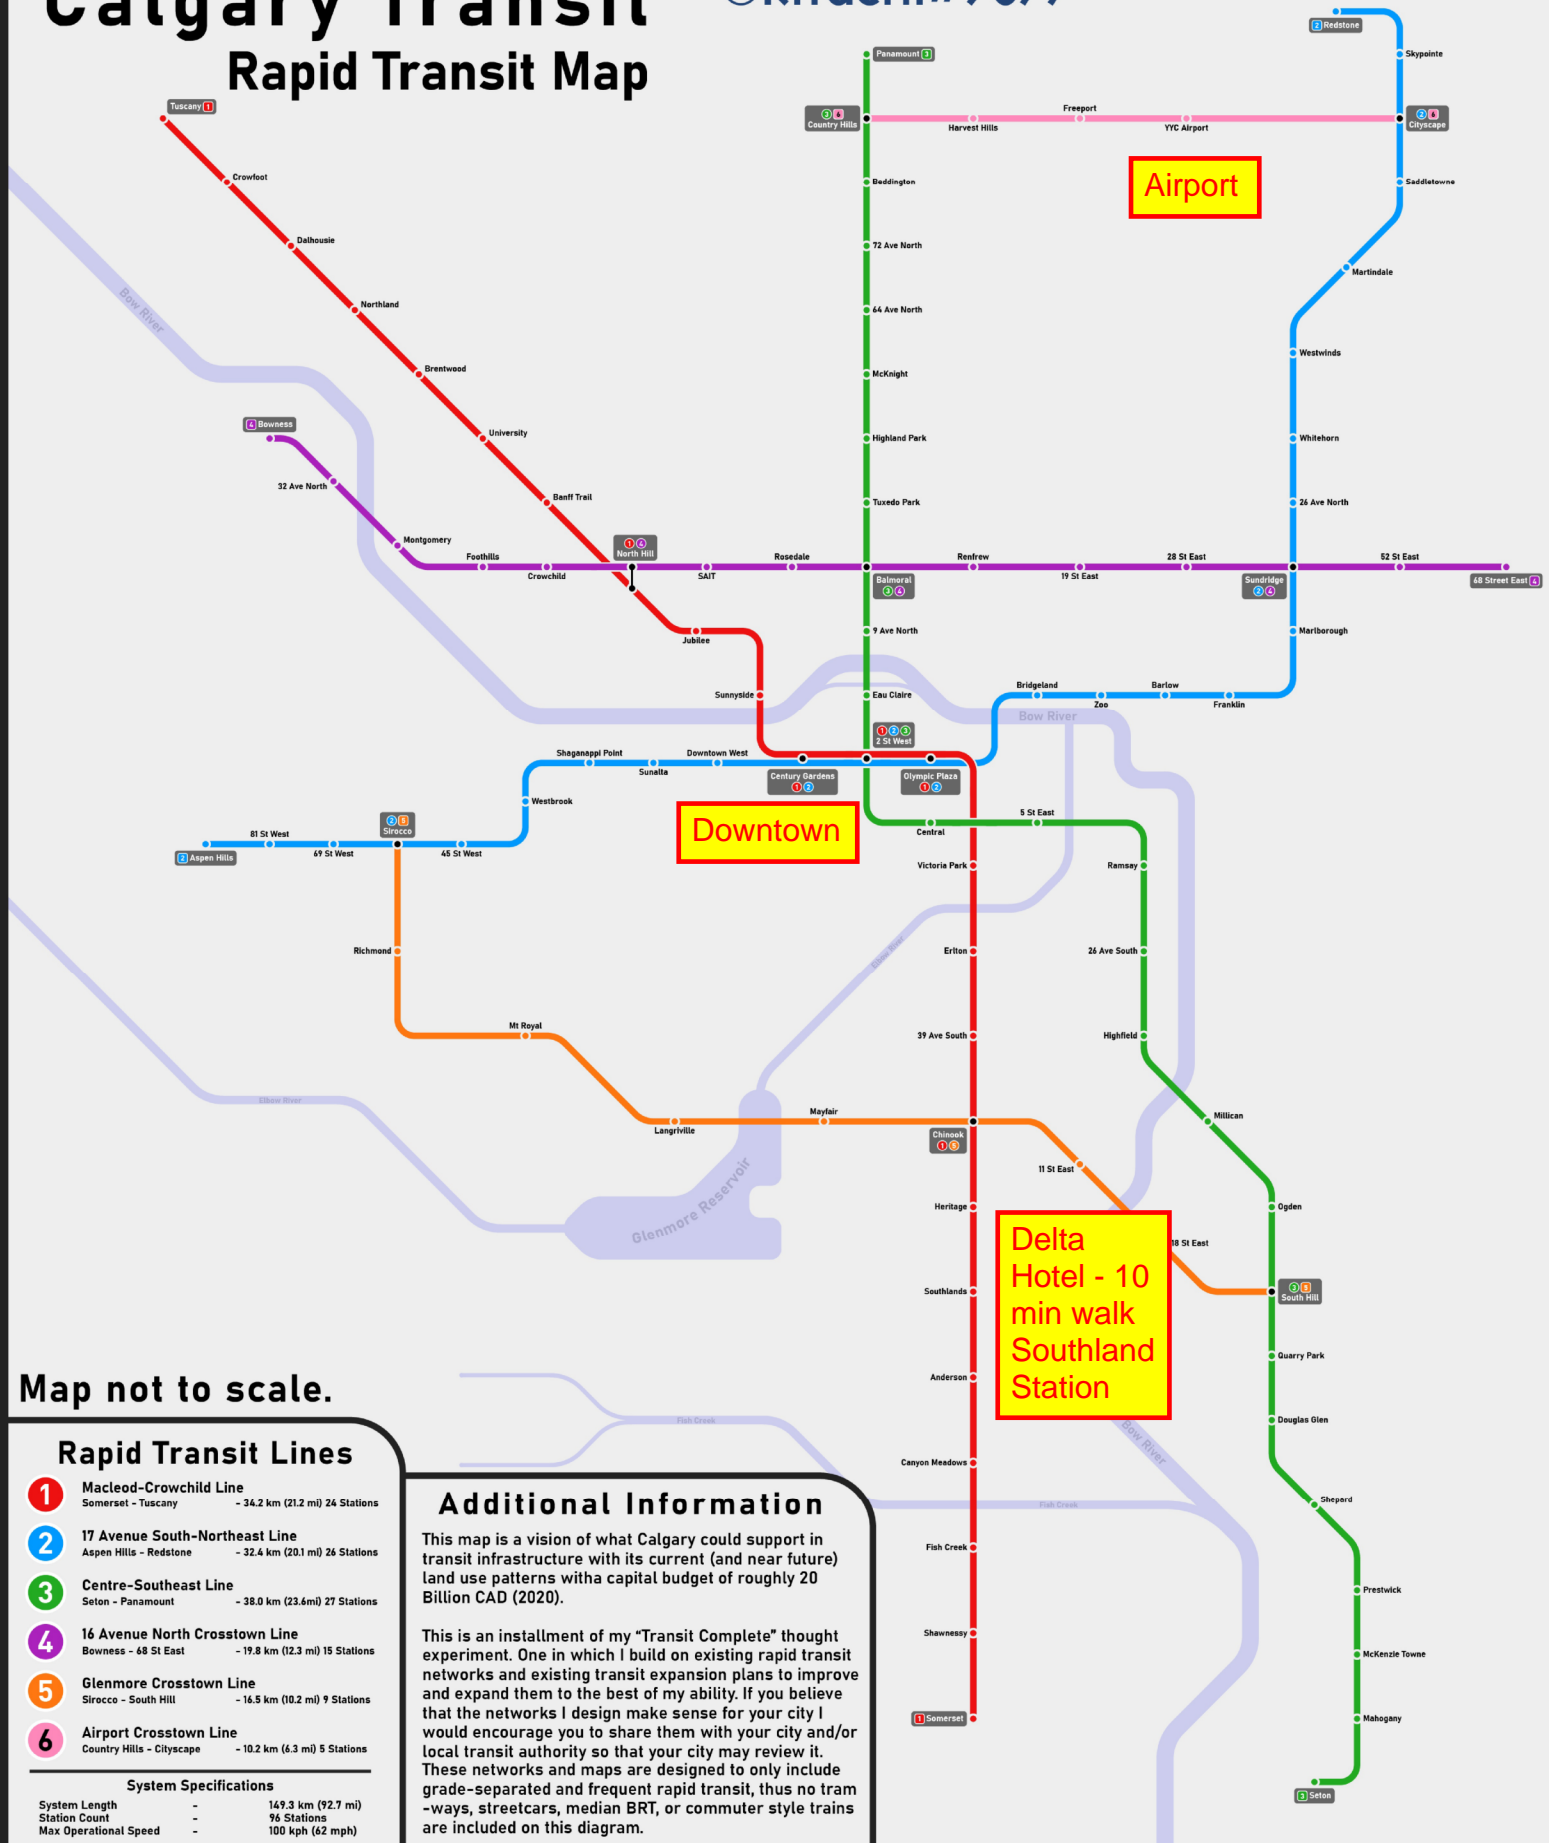 Calgary Transit
Rapid Transit Map
Redstone
Skypointe
Panamount 3
Tuscany 1
3 6
Country Hills
Harvest Hills
Freeport
YYC Airport
2 6
Cityscape
Crowfoot
Beddington
Airport
Saddletowne
Dalhousie
72 Ave North
Martindale
Bow River
Northland
64 Ave North
Westwinds
Brentwood
McKnight
4 Bowness
University
Highland Park
Whitehorn
32 Ave North
Banff Trail
Tuxedo Park
26 Ave North
Montgomery
Foothills
Crowchild
1 4
North Hill
SAIT
Rosedale
Balmoral
3 4
Renfrew
19 St East
28 St East
Sundridge
2 4
52 St East
68 Street East 4
Jubilee
9 Ave North
Marlborough
Sunnyside
Eau Claire
Bridgeland
Zoo
Barlow
Franklin
Bow River
1 2 3
2 St West
Shaganappi Point
Sunalta
Downtown West
Century Gardens
1 2
Olympic Plaza
1 2
Westbrook
Downtown
Central
5 St East
2 Aspen Hills
81 St West
69 St West
2 5
Sirocco
45 St West
Victoria Park
Ramsay
Richmond
Elbow River
Erlton
26 Ave South
Mt Royal
39 Ave South
Highfield
Elbow River
Langriville
Mayfair
Chinook
1 5
11 St East
Millican
Glenmore Reservoir
Heritage
Delta
Hotel - 10
min walk
Southland
Station
18 St East
Ogden
Southlands
3 5
South Hill
Quarry Park
Anderson
Douglas Glen
Fish Creek
Bow River
Canyon Meadows
Fish Creek
Shepard
Fish Creek
Prestwick
Shawnessy
McKenzie Towne
1 Somerset
Mahogany
3 Seton
Map not to scale.
Rapid Transit Lines
1 Macleod-Crowchild Line
Somerset - Tuscany - 34.2 km (21.2 mi) 24 Stations
2 17 Avenue South-Northeast Line
Aspen Hills - Redstone - 32.4 km (20.1 mi) 26 Stations
3 Centre-Southeast Line
Seton - Panamount - 38.0 km (23.6mi) 27 Stations
4 16 Avenue North Crosstown Line
Bowness - 68 St East - 19.8 km (12.3 mi) 15 Stations
5 Glenmore Crosstown Line
Sirocco - South Hill - 16.5 km (10.2 mi) 9 Stations
6 Airport Crosstown Line
Country Hills - Cityscape - 10.2 km (6.3 mi) 5 Stations
System Specifications
System Length - 149.3 km (92.7 mi)
Station Count - 96 Stations
Max Operational Speed - 100 kph (62 mph)
Additional Information
This map is a vision of what Calgary could support in
transit infrastructure with its current (and near future)
land use patterns witha capital budget of roughly 20
Billion CAD (2020).
This is an installment of my “Transit Complete” thought
experiment. One in which I build on existing rapid transit
networks and existing transit expansion plans to improve
and expand them to the best of my ability. If you believe
that the networks I design make sense for your city I
would encourage you to share them with your city and/or
local transit authority so that your city may review it.
These networks and maps are designed to only include
grade-separated and frequent rapid transit, thus no tram
-ways, streetcars, median BRT, or commuter style trains
are included on this diagram.